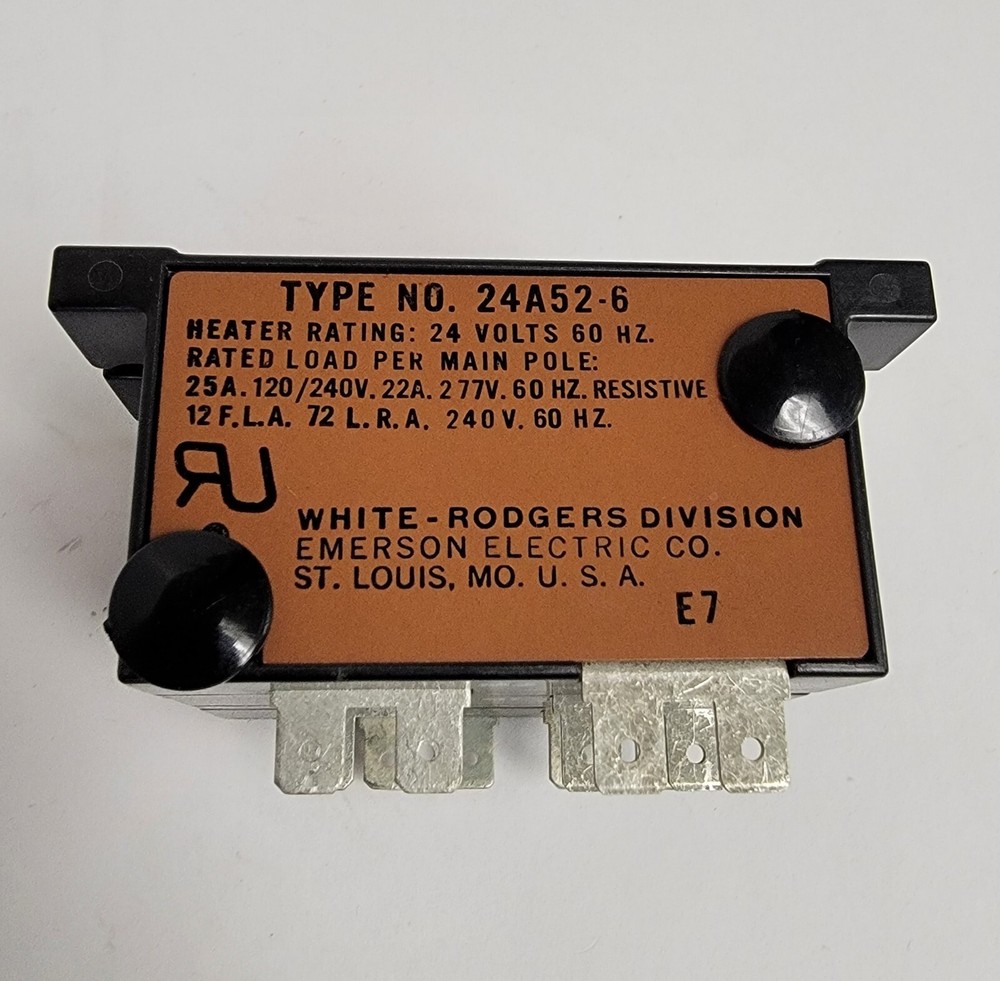 TYPE NO. 24A52-6
HEATER RATING: 24 VOLTS 60 HZ.
RATED LOAD PER MAIN POLE:
25A. 120/240V. 22A. 277V. 60 HZ. RESISTIVE
12 F.L.A. 72 L.R.A. 240V. 60 HZ.
RU
WHITE-RODGERS DIVISION
EMERSON ELECTRIC CO.
ST. LOUIS, MO. U. S. A.
E7